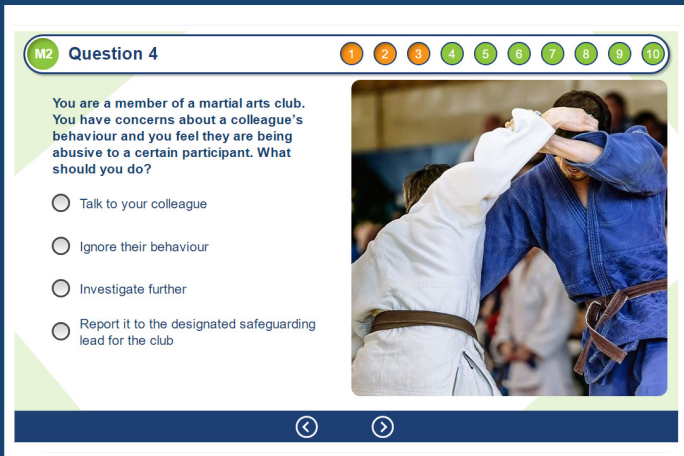 M2 Question 4
1 2 3 4 5 6 7 8 9 10
You are a member of a martial arts club.
You have concerns about a colleague's
behaviour and you feel they are being
abusive to a certain participant. What
should you do?
Talk to your colleague
Ignore their behaviour
Investigate further
Report it to the designated safeguarding
lead for the club